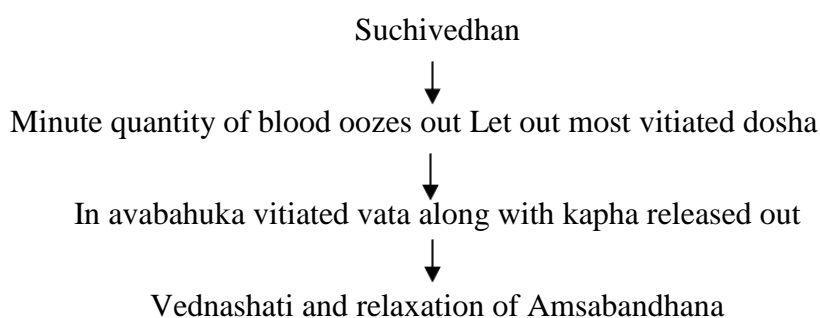 Suchivedhan
Minute quantity of blood oozes out Let out most vitiated dosha
In avabahuka vitiated vata along with kapha released out
Vednashati and relaxation of Amsabandhana